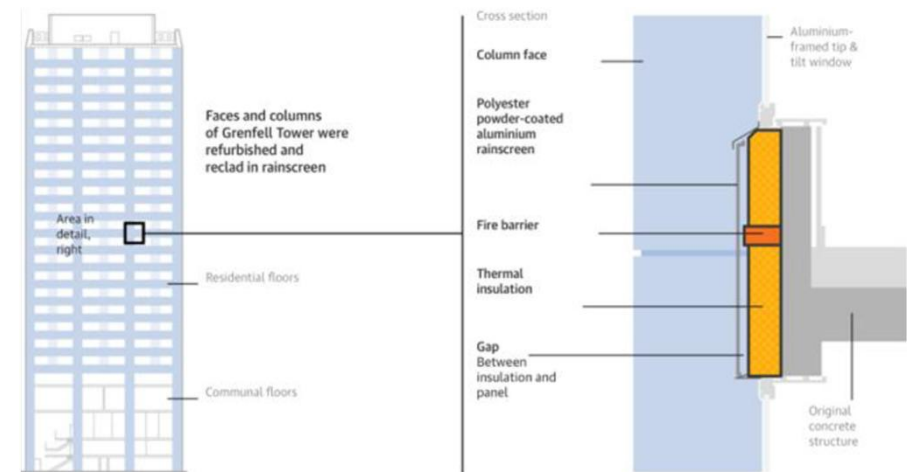 Faces and columns
of Grenfell Tower were
refurbished and
reclad in rainscreen
Area in
detail,
right
Residential floors
Communal floors
Cross section
Column face
Polyester
powder-coated
aluminium
rainscreen
Fire barrier
Thermal
insulation
Gap
Between
insulation and
panel
Aluminium-
framed tip &
tilt window
Original
concrete
structure